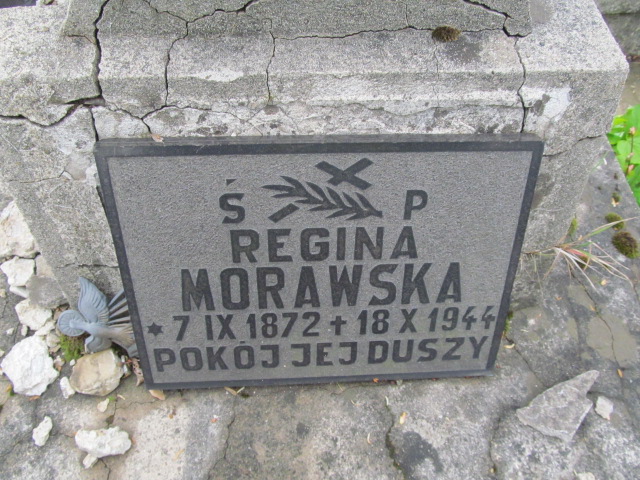 Ś P
REGINA
MORAWSKA
* 7 IX 1872 + 18 X 1944
POKÓJ JEJ DUSZY